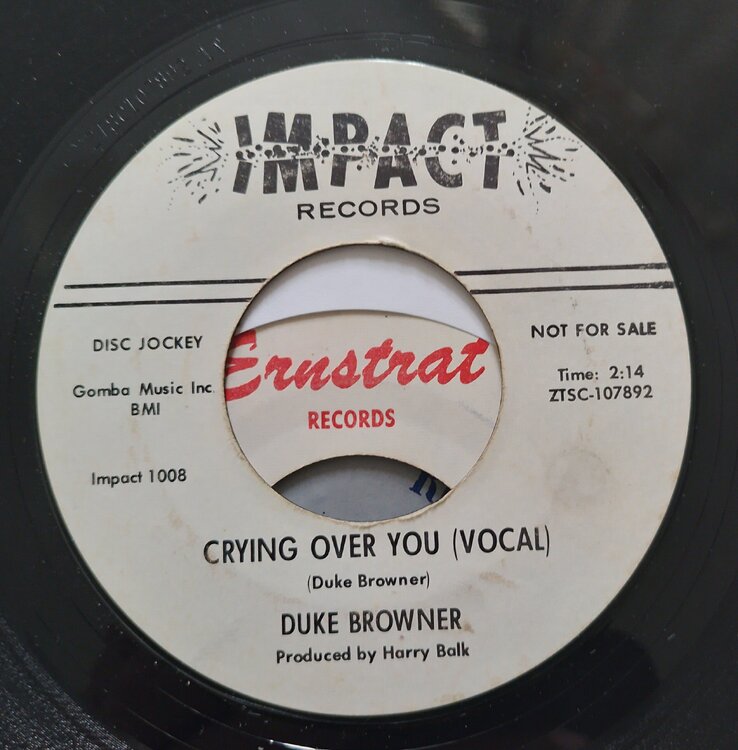 IMPACT
RECORDS
DISC JOCKEY
Gomba Music Inc.
BMI
Impact 1008
NOT FOR SALE
Time: 2:14
ZTSC-107892
Ernstrat
RECORDS
CRYING OVER YOU (VOCAL)
(Duke Browner)
DUKE BROWNER
Produced by Harry Balk